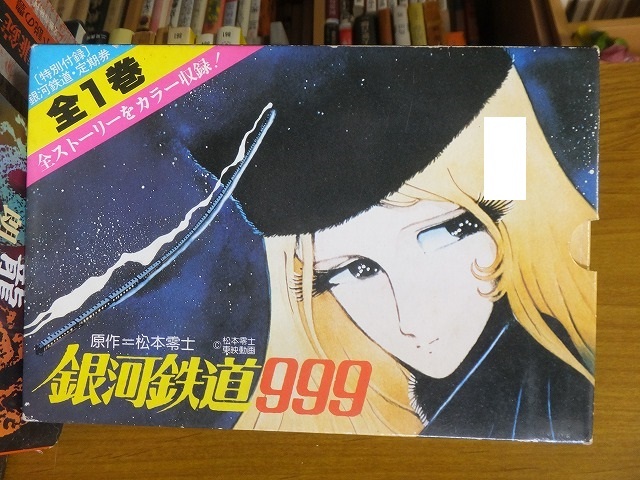 [特別付録]
銀河鉄道・定期券
全1巻
全ストーリーをカラー収録!
原作=松本零士
©松本零士
東映動画
銀河鉄道999
龍